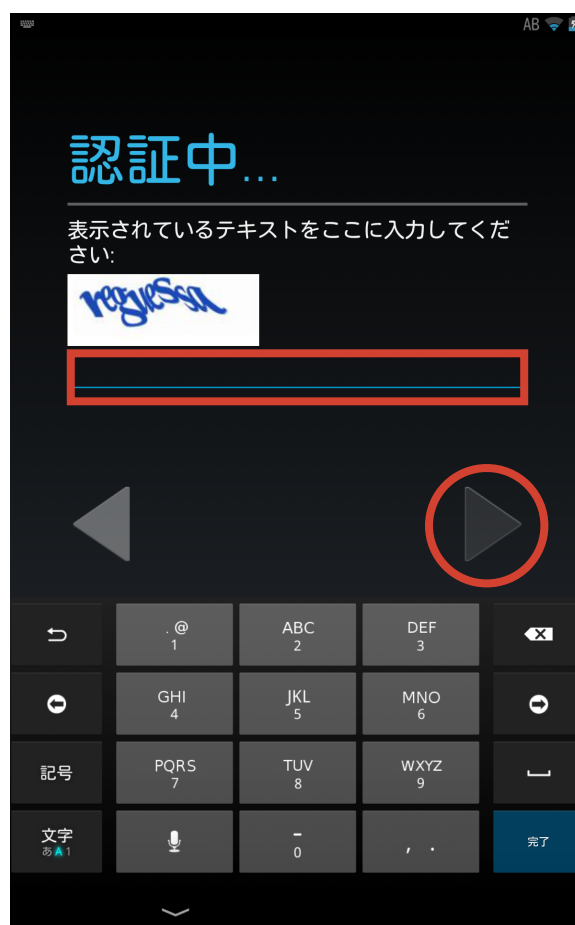 AB
認証中...
表示されているテキストをここに入力してくだ
さい:
reguessa
. @
1
ABC
2
DEF
3
GHI
4
JKL
5
MNO
6
記号
PQRS
7
TUV
8
WXYZ
9
文字
あA1
–
0
, .
完了